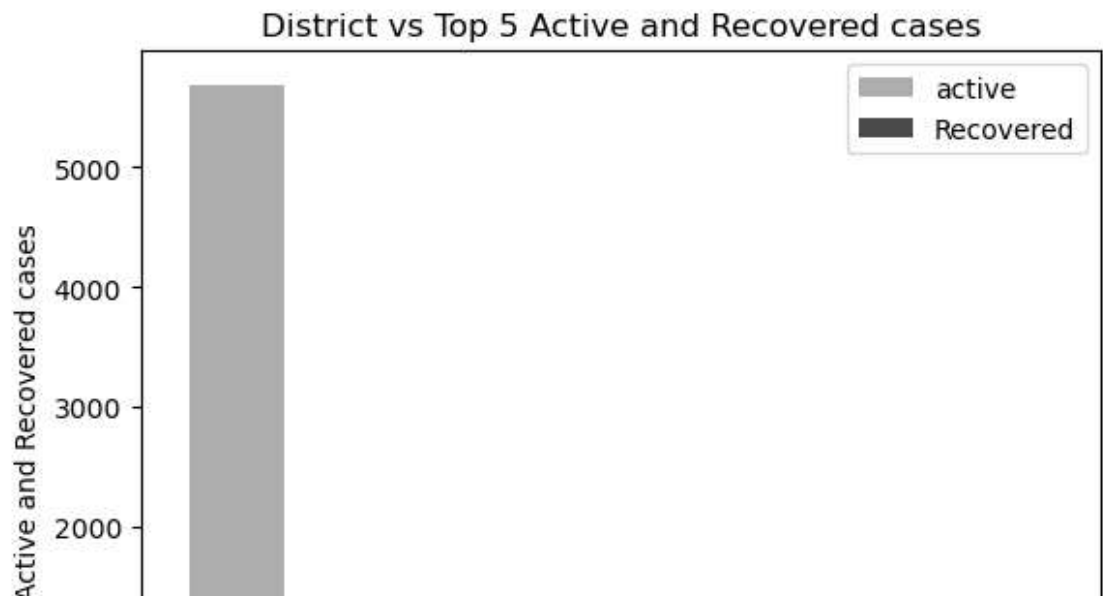 District vs Top 5 Active and Recovered cases
active
Recovered
5000
4000
3000
2000
Active and Recovered cases